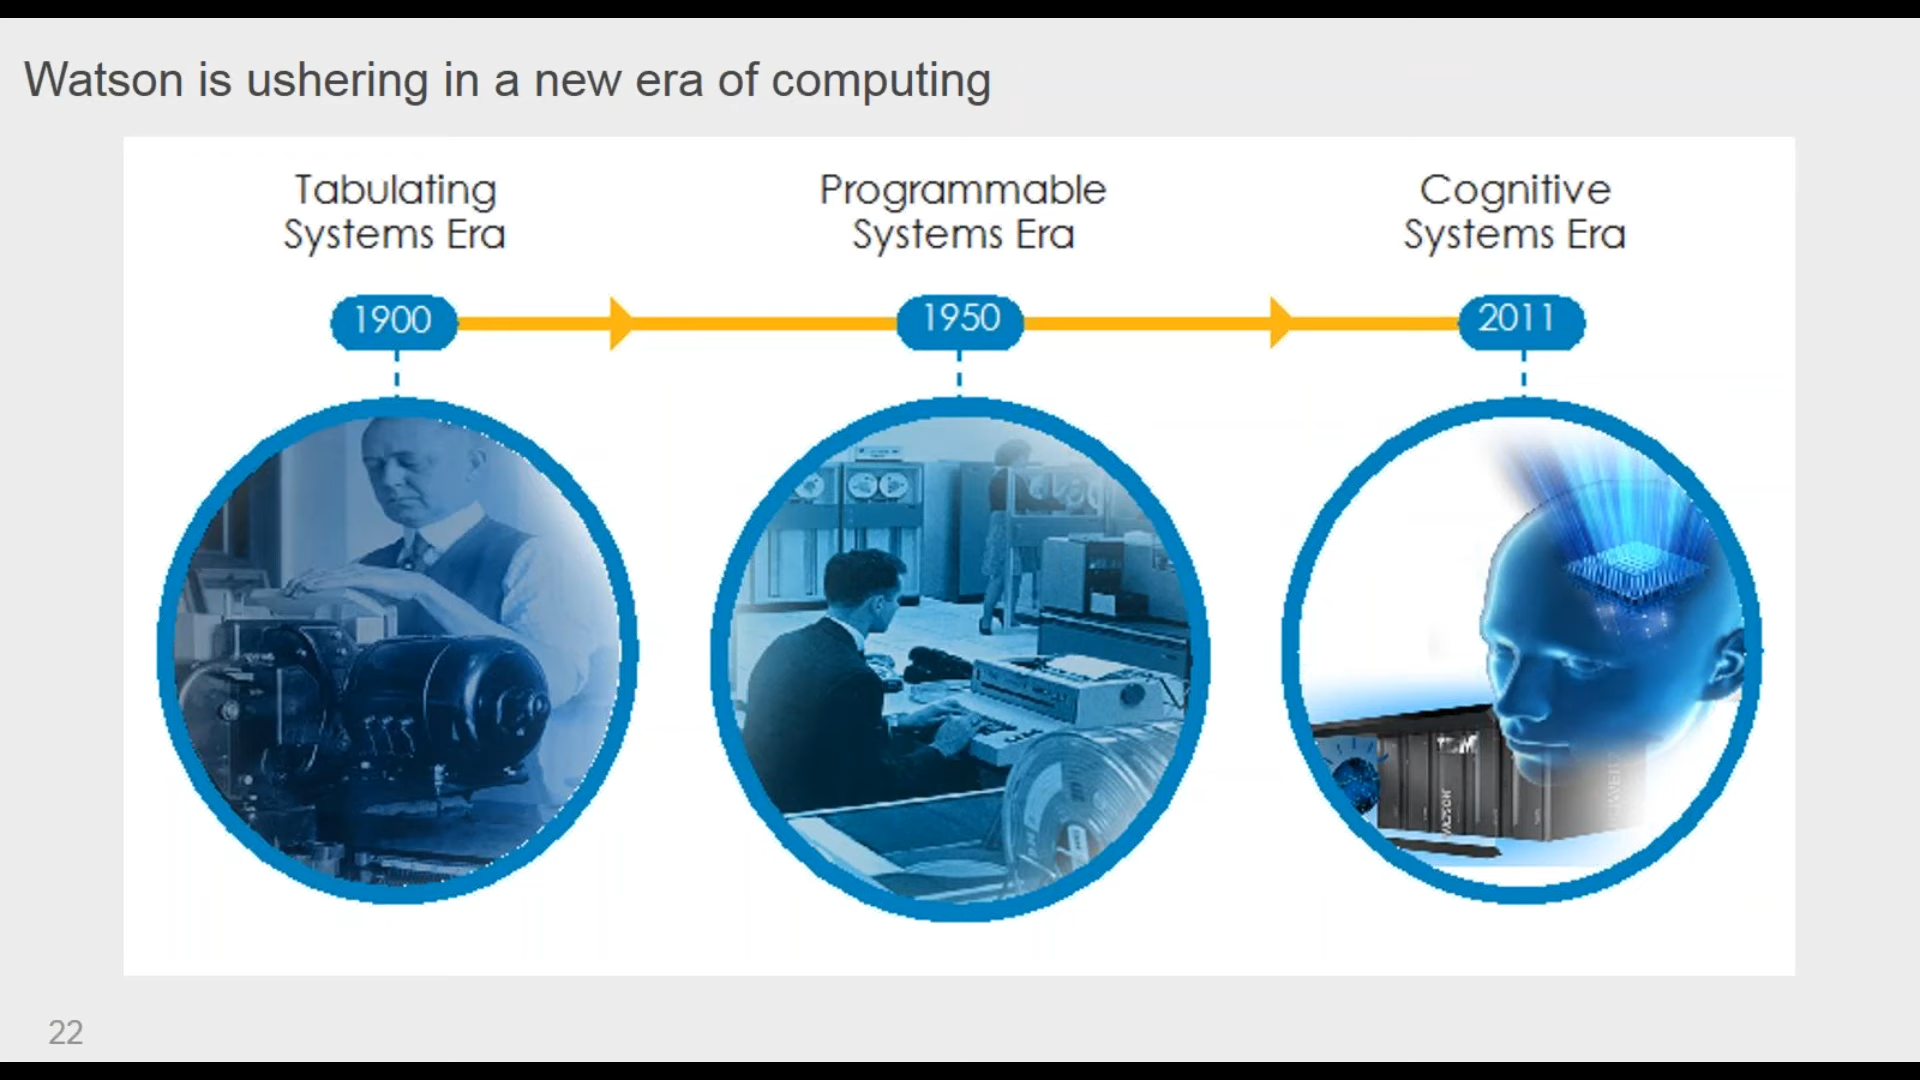 Watson is ushering in a new era of computing
Tabulating
Systems Era
Programmable
Systems Era
Cognitive
Systems Era
1900
1950
2011
WATSON
22